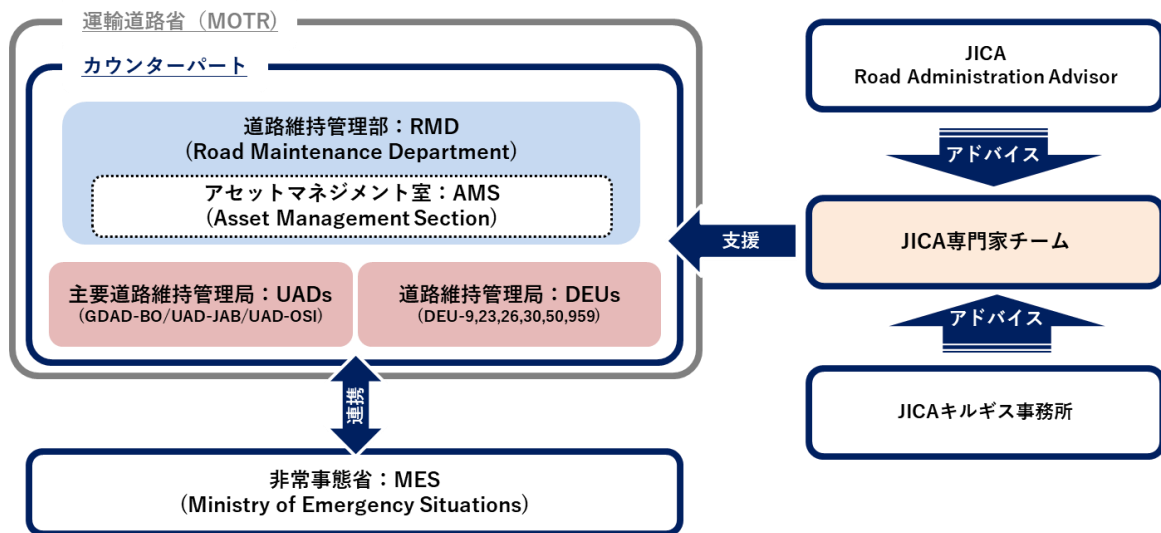 運輸道路省（MOTR）
カウンターパート
道路維持管理部：RMD
(Road Maintenance Department)
アセットマネジメント室：AMS
(Asset Management Section)
主要道路維持管理局：UADs
(GDAD-BO/UAD-JAB/UAD-OSI)
道路維持管理局：DEUs
(DEU-9,23,26,30,50,959)
連携
非常事態省：MES
(Ministry of Emergency Situations)
支援
JICA
Road Administration Advisor
アドバイス
JICA専門家チーム
アドバイス
JICAキルギス事務所